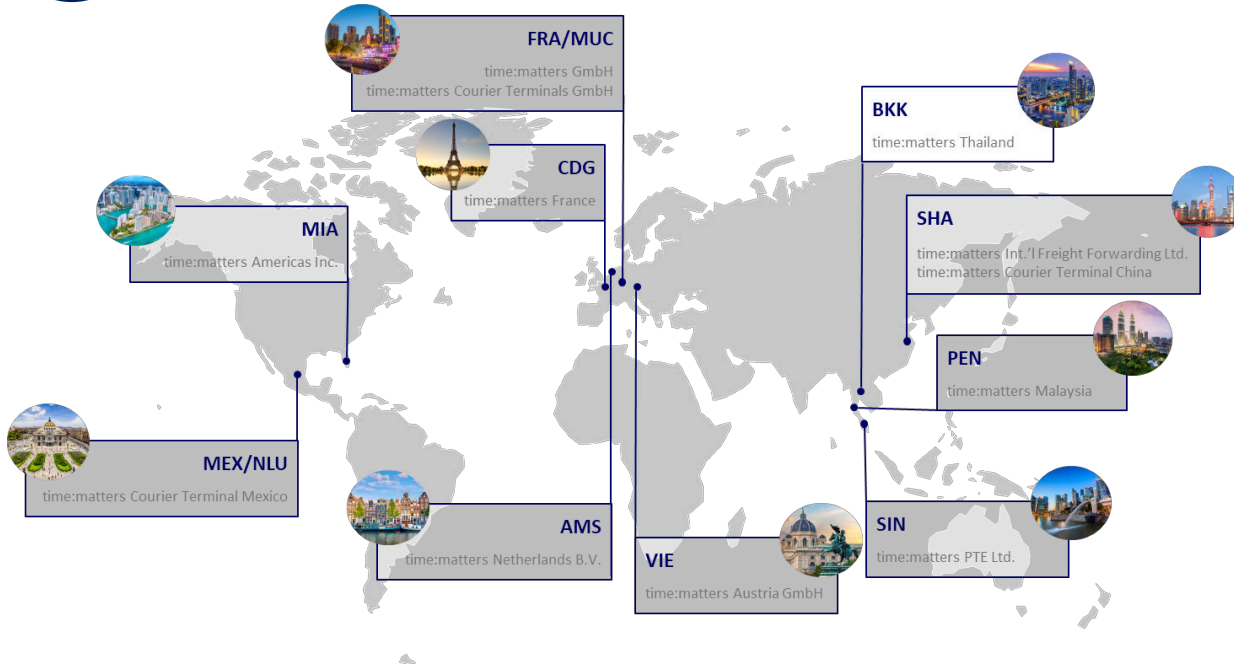 FRA/MUC
time:matters GmbH
time:matters Courier Terminals GmbH
BKK
time:matters Thailand
CDG
time:matters France
MIA
time:matters Americas Inc.
SHA
time:matters Int.'l Freight Forwarding Ltd.
time:matters Courier Terminal China
PEN
time:matters Malaysia
MEX/NLU
time:matters Courier Terminal Mexico
AMS
time:matters Netherlands B.V.
VIE
time:matters Austria GmbH
SIN
time:matters PTE Ltd.